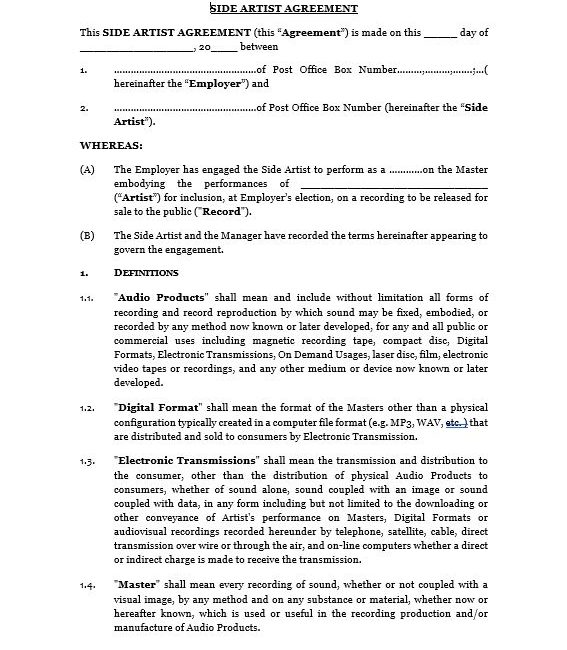 SIDE ARTIST AGREEMENT
This SIDE ARTIST AGREEMENT (this “Agreement”) is made on this ______ day of
____________________, 20____ between
1. ………………………………………….of Post Office Box Number………;………;……;…(
hereinafter the “Employer”) and
2. ………………………………………….of Post Office Box Number (hereinafter the “Side
Artist”).
WHEREAS:
(A) The Employer has engaged the Side Artist to perform as a …………on the Master
embodying the performances of ______________________________
(“Artist”) for inclusion, at Employer’s election, on a recording to be released for
sale to the public ("Record").
(B) The Side Artist and the Manager have recorded the terms hereinafter appearing to
govern the engagement.
1. DEFINITIONS
1.1. "Audio Products" shall mean and include without limitation all forms of
recording and record reproduction by which sound may be fixed, embodied, or
recorded by any method now known or later developed, for any and all public or
commercial uses including magnetic recording tape, compact disc, Digital
Formats, Electronic Transmissions, On Demand Usages, laser disc, film, electronic
video tapes or recordings, and any other medium or device now known or later
developed.
1.2. "Digital Format" shall mean the format of the Masters other than a physical
configuration typically created in a computer file format (e.g. MP3, WAV, etc.) that
are distributed and sold to consumers by Electronic Transmission.
1.3. "Electronic Transmissions" shall mean the transmission and distribution to
the consumer, other than the distribution of physical Audio Products to
consumers, whether of sound alone, sound coupled with an image or sound
coupled with data, in any form including but not limited to the downloading or
other conveyance of Artist's performance on Masters, Digital Formats or
audiovisual recordings recorded hereunder by telephone, satellite, cable, direct
transmission over wire or through the air, and on-line computers whether a direct
or indirect charge is made to receive the transmission.
1.4. "Master" shall mean every recording of sound, whether or not coupled with a
visual image, by any method and on any substance or material, whether now or
hereafter known, which is used or useful in the recording production and/or
manufacture of Audio Products.